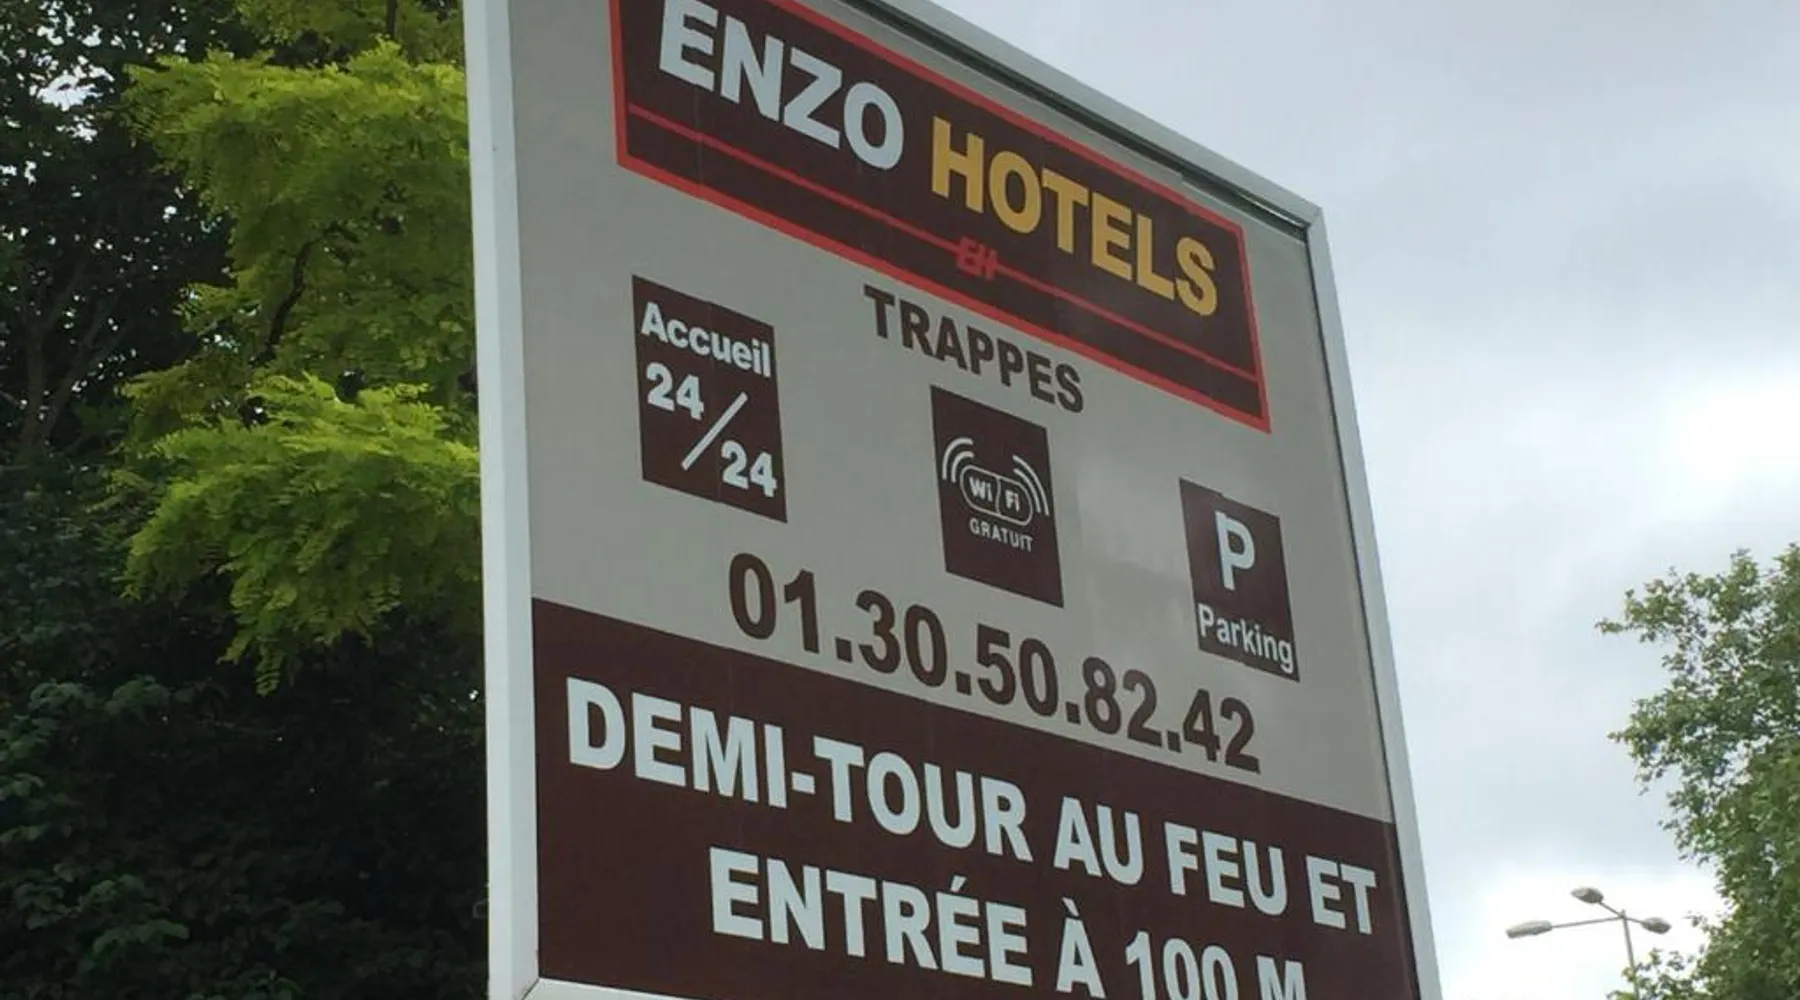 ENZO HOTELS
EH
TRAPPES
Accueil
24/24
Wi Fi
GRATUIT
P
Parking
01.30.50.82.42
DEMI-TOUR AU FEU ET
ENTRÉE À 100 M